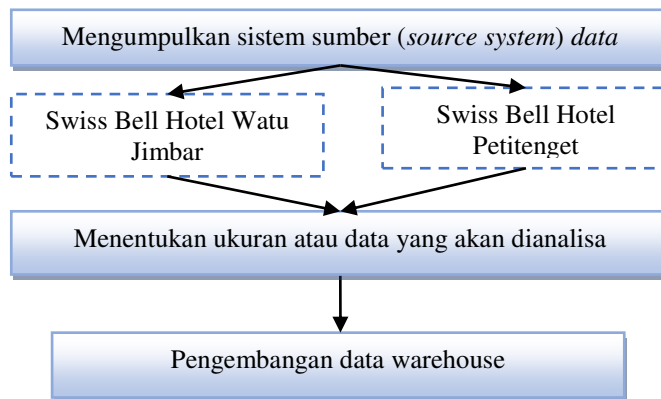 Mengumpulkan sistem sumber (source system) data
Swiss Bell Hotel Watu
Jimbar
Swiss Bell Hotel
Petitenget
Menentukan ukuran atau data yang akan dianalisa
Pengembangan data warehouse